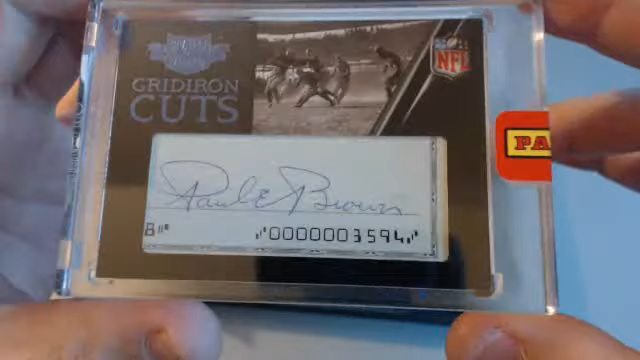 GRIDIRON
CUTS
NFL
PA
Paul E Brown
B⑈
⑈0000003594⑈